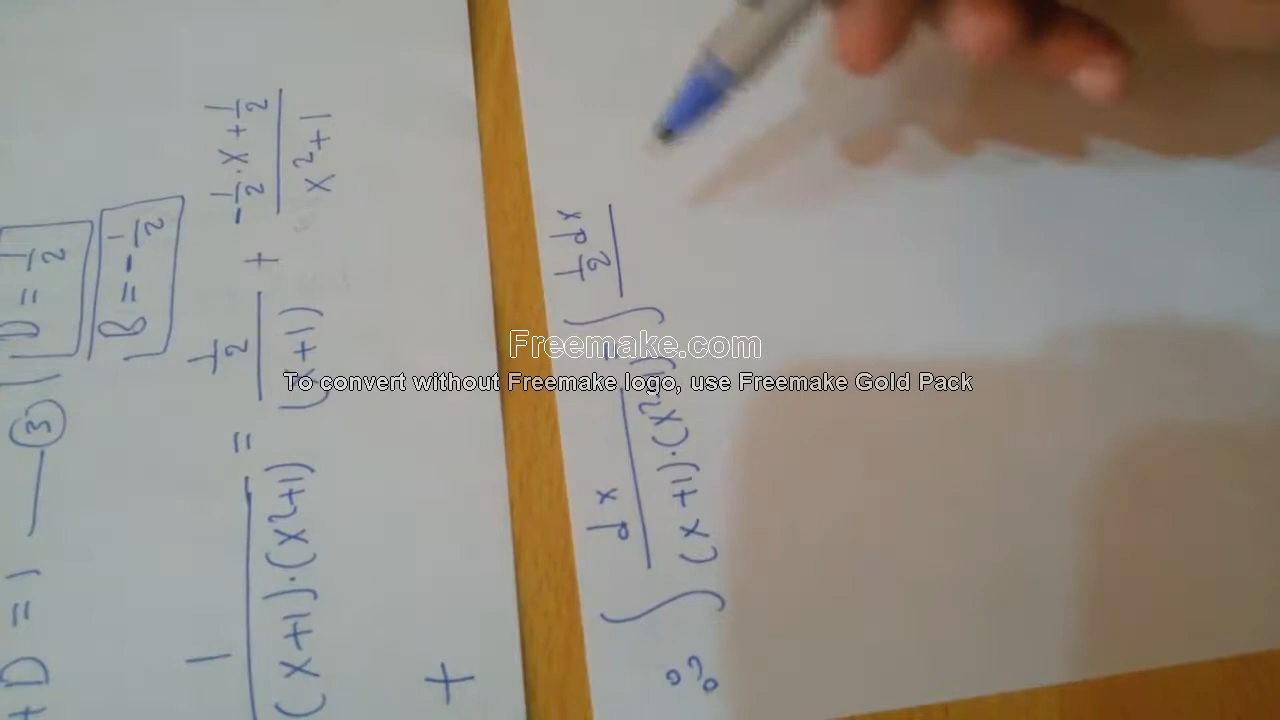 + D = 1 — ③
D = 1/2
B = -1/2
1/((x+1)·(x²+1)) = (1/2)/(x+1) + (-1/2·x + 1/2)/(x²+1)
+
∴ ∫ dx/((x+1)·(x²+1)) = ∫ 1/2 dx
Freemake.com
To convert without Freemake logo, use Freemake Gold Pack